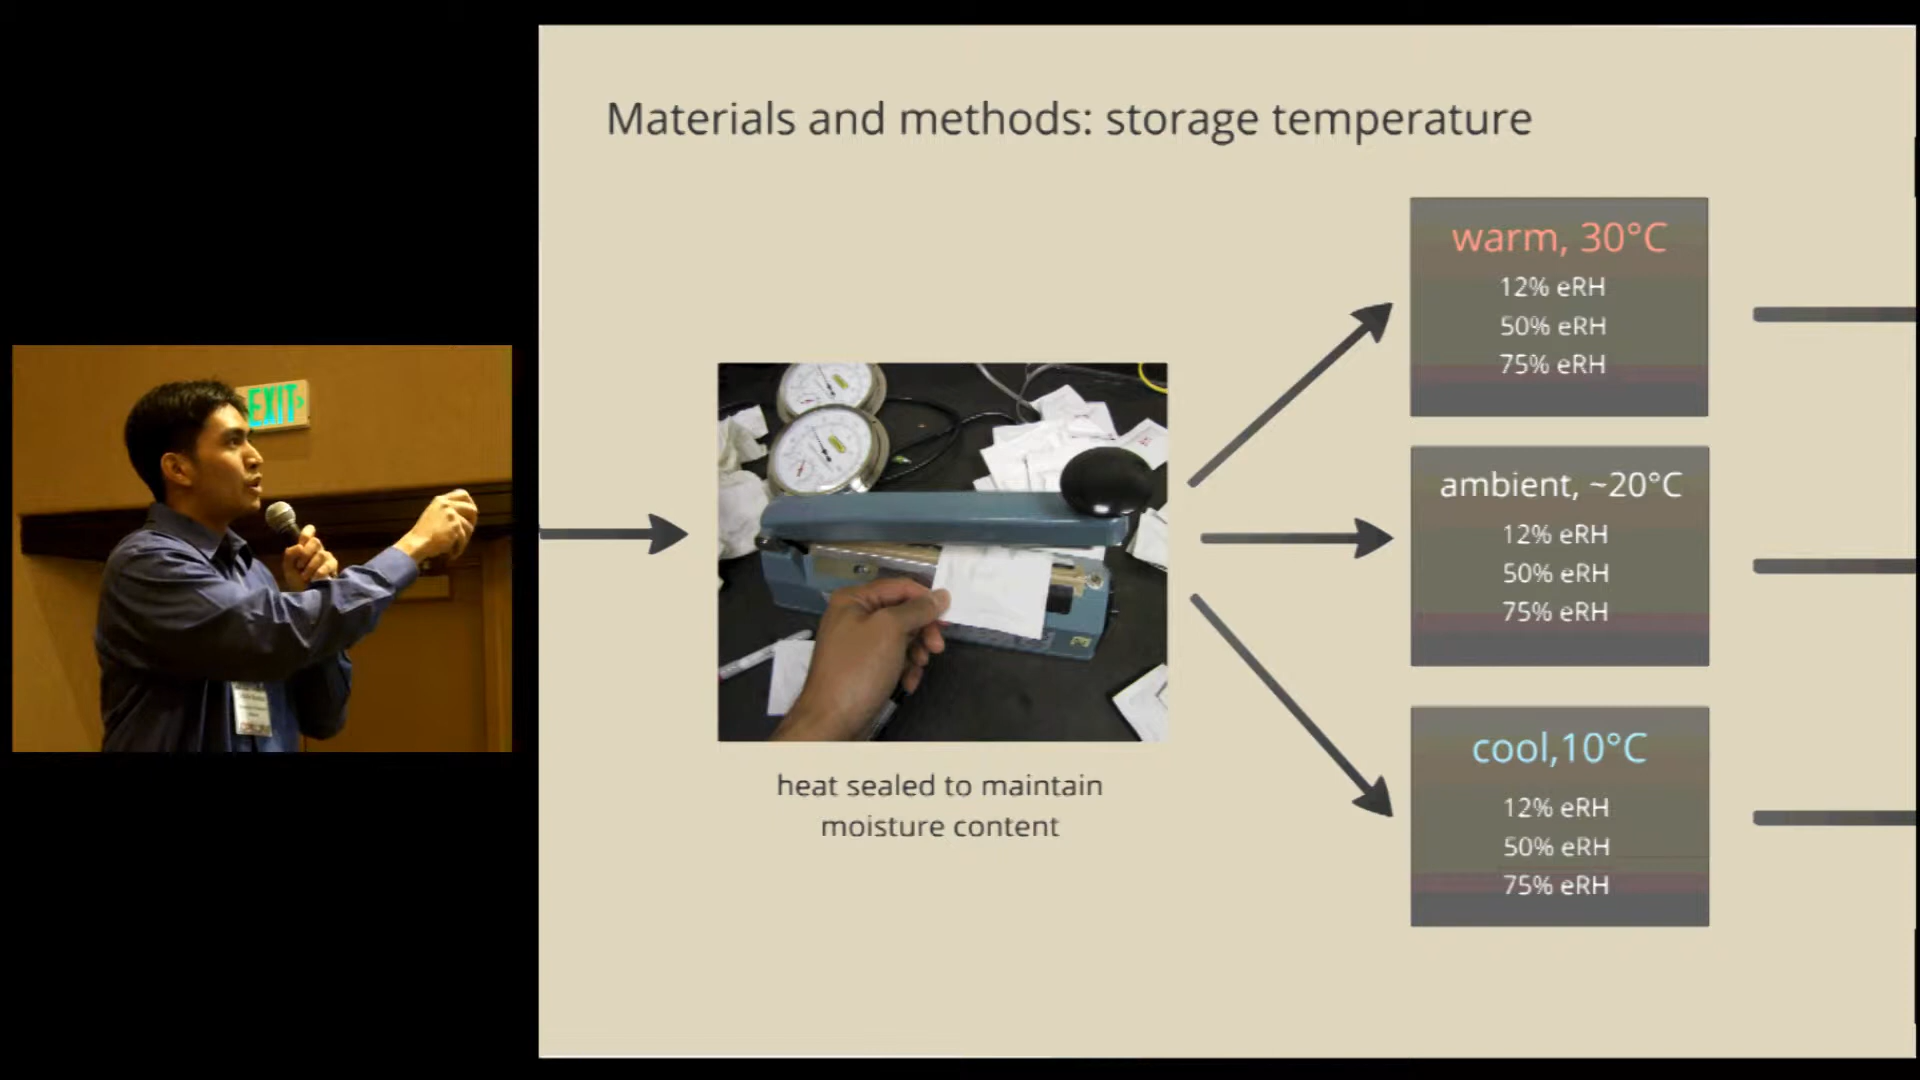 EXIT
Materials and methods: storage temperature
heat sealed to maintain
moisture content
warm, 30°C
12% eRH
50% eRH
75% eRH
ambient, ~20°C
12% eRH
50% eRH
75% eRH
cool,10°C
12% eRH
50% eRH
75% eRH